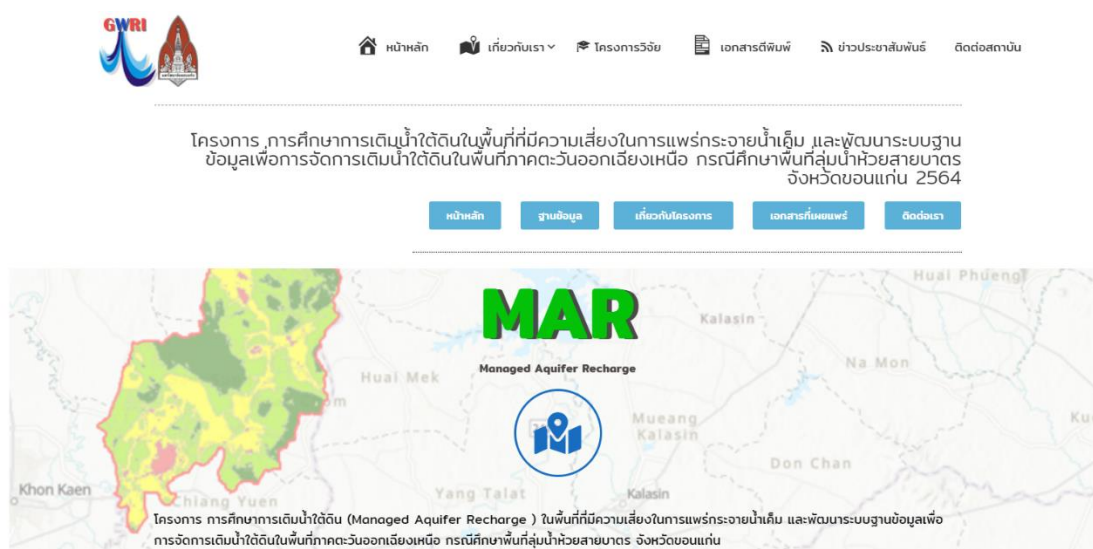 GWRI
หน้าหลัก
เกี่ยวกับเรา
โครงการวิจัย
เอกสารตีพิมพ์
ข่าวประชาสัมพันธ์
ติดต่อสถาบัน
โครงการ การศึกษาการเติมน้ำใต้ดินในพื้นที่ที่มีความเสี่ยงในการแพร่กระจายน้ำเค็ม และพัฒนาระบบฐาน
ข้อมูลเพื่อการจัดการเติมน้ำใต้ดินในพื้นที่ภาคตะวันออกเฉียงเหนือ กรณีศึกษาพื้นที่ลุ่มน้ำห้วยสายบาตร
จังหวัดขอนแก่น 2564
หน้าหลัก
ฐานข้อมูล
เกี่ยวกับโครงการ
เอกสารที่เผยแพร่
ติดต่อเรา
Huai Phueng
MAR
Kalasin
Managed Aquifer Recharge
Na Mon
Huai Mek
Mueang
Kalasin
Don Chan
Khon Kaen
Chiang Yuen
Yang Talat
Kalasin
โครงการ การศึกษาการเติมน้ำใต้ดิน (Managed Aquifer Recharge ) ในพื้นที่ที่มีความเสี่ยงในการแพร่กระจายน้ำเค็ม และพัฒนาระบบฐานข้อมูลเพื่อ
การจัดการเติมน้ำใต้ดินในพื้นที่ภาคตะวันออกเฉียงเหนือ กรณีศึกษาพื้นที่ลุ่มน้ำห้วยสายบาตร จังหวัดขอนแก่น